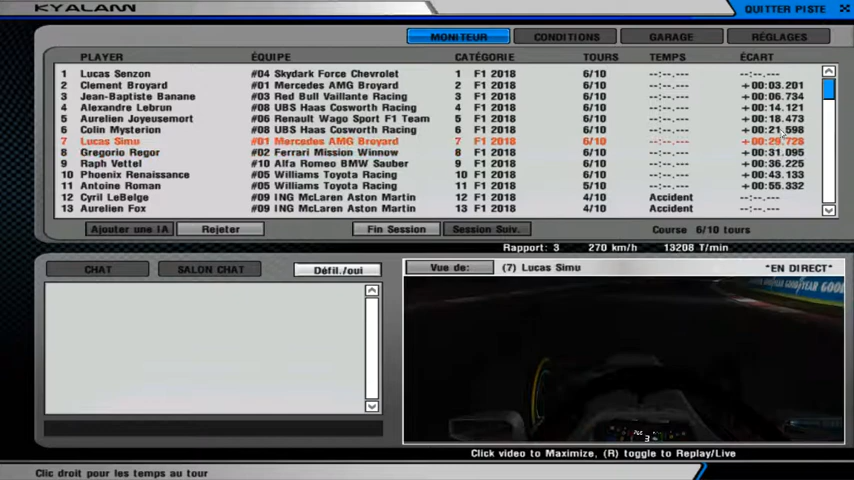 KYALAMI
QUITTER PISTE
MONITEUR CONDITIONS GARAGE RÉGLAGES
PLAYER ÉQUIPE CATÉGORIE TOURS TEMPS ÉCART
1 Lucas Senzon #04 Skydark Force Chevrolet 1 F1 2018 6/10 --:--.--- --:--.---
2 Clement Broyard #01 Mercedes AMG Broyard 2 F1 2018 6/10 --:--.--- +00:03.201
3 Jean-Baptiste Banane #03 Red Bull Vaillante Racing 3 F1 2018 6/10 --:--.--- +00:06.734
4 Alexandre Lebrun #08 UBS Haas Cosworth Racing 4 F1 2018 6/10 --:--.--- +00:14.121
5 Aurelien Joyeusemort #06 Renault Wago Sport F1 Team 5 F1 2018 6/10 --:--.--- +00:18.473
6 Colin Mysterion #08 UBS Haas Cosworth Racing 6 F1 2018 6/10 --:--.--- +00:21.598
7 Lucas Simu #01 Mercedes AMG Broyard 7 F1 2018 6/10 --:--.--- +00:29.728
8 Gregorio Regor #02 Ferrari Mission Winnow 8 F1 2018 6/10 --:--.--- +00:31.095
9 Raph Vettel #10 Alfa Romeo BMW Sauber 9 F1 2018 6/10 --:--.--- +00:36.225
10 Phoenix Renaissance #05 Williams Toyota Racing 10 F1 2018 6/10 --:--.--- +00:43.133
11 Antoine Roman #05 Williams Toyota Racing 11 F1 2018 5/10 --:--.--- +00:55.332
12 Cyril LeBelge #09 ING McLaren Aston Martin 12 F1 2018 4/10 Accident --:--.---
13 Aurelien Fox #09 ING McLaren Aston Martin 13 F1 2018 4/10 Accident --:--.---
Ajouter une IA Rejeter Fin Session Session Suiv. Course 6/10 tours
Rapport: 3 270 km/h 13208 T/min
CHAT SALON CHAT Défil./oui
Vue de: (7) Lucas Simu *EN DIRECT*
GOODYEAR
3
Click video to Maximize, (R) toggle to Replay/Live
Clic droit pour les temps au tour